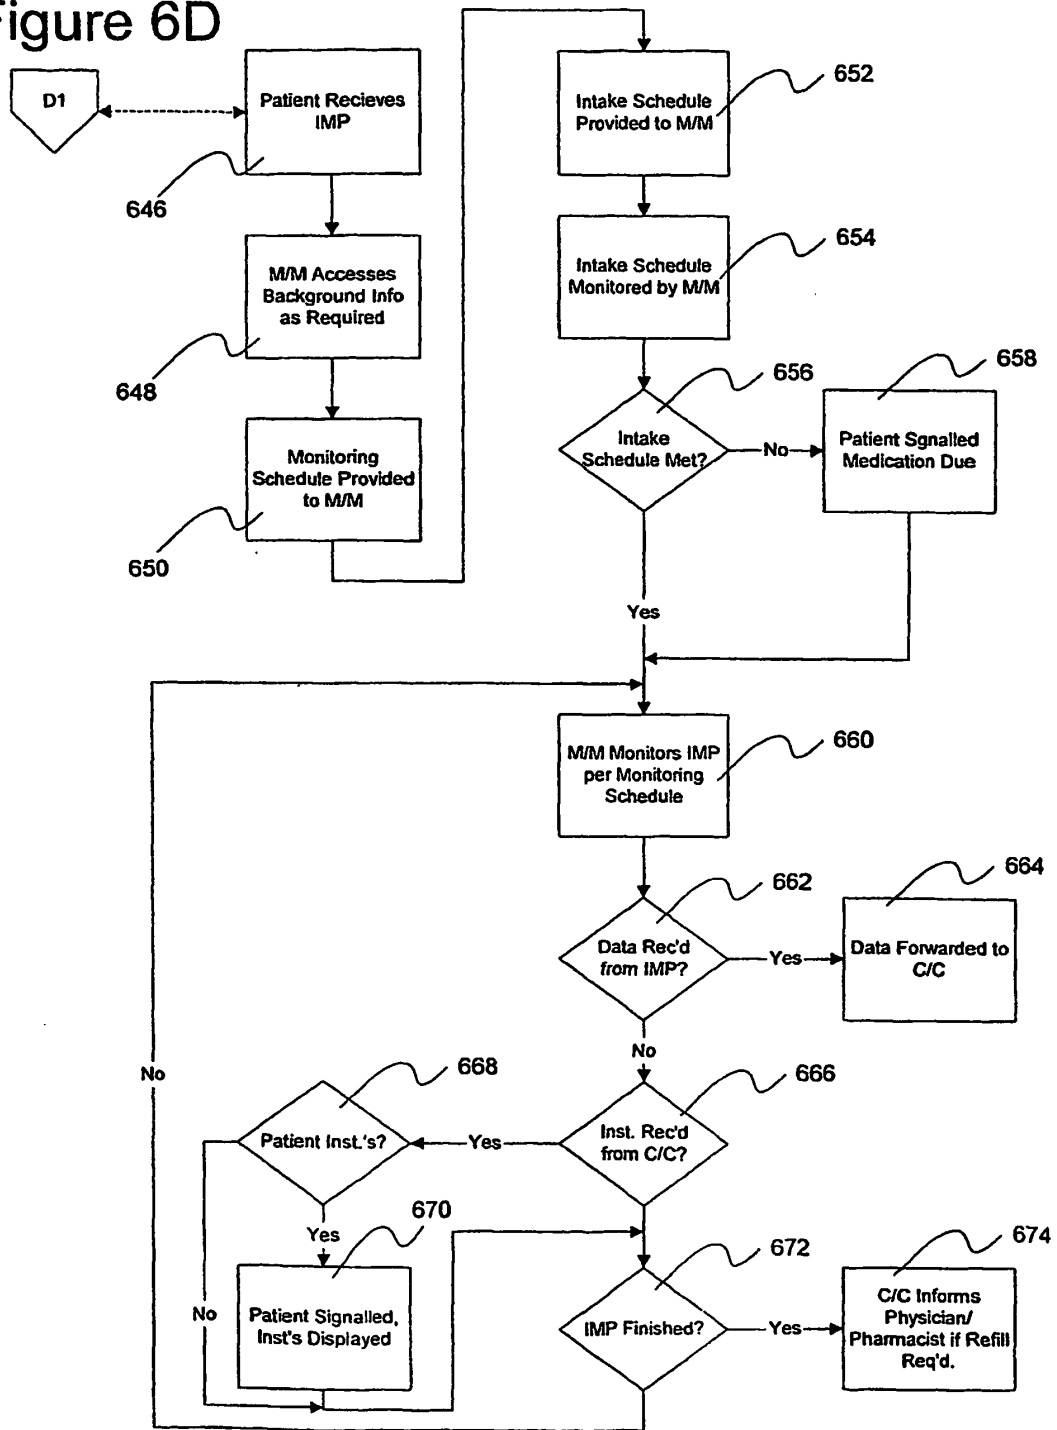 Figure 6D
D1
Patient Recieves
IMP
646
M/M Accesses
Background Info
as Required
648
Monitoring
Schedule Provided
to M/M
650
Intake Schedule
Provided to M/M
652
Intake Schedule
Monitored by M/M
654
Intake
Schedule Met?
656
No
Patient Sgnalled
Medication Due
658
Yes
M/M Monitors IMP
per Monitoring
Schedule
660
Data Rec'd
from IMP?
662
Yes
Data Forwarded to
C/C
664
No
Inst. Rec'd
from C/C?
666
Yes
Patient Inst.'s?
668
No
Yes
Patient Signalled,
Inst's Displayed
670
No
IMP Finished?
672
Yes
C/C Informs
Physician/
Pharmacist if Refill
Req'd.
674